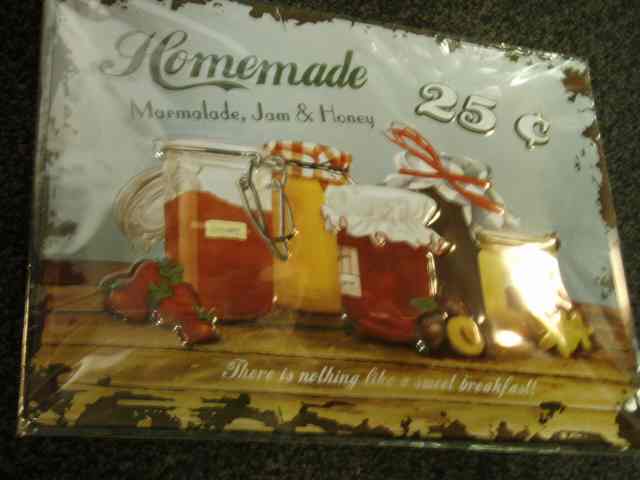 Homemade
Marmalade, Jam & Honey
25 ¢
There is nothing like a sweet breakfast!